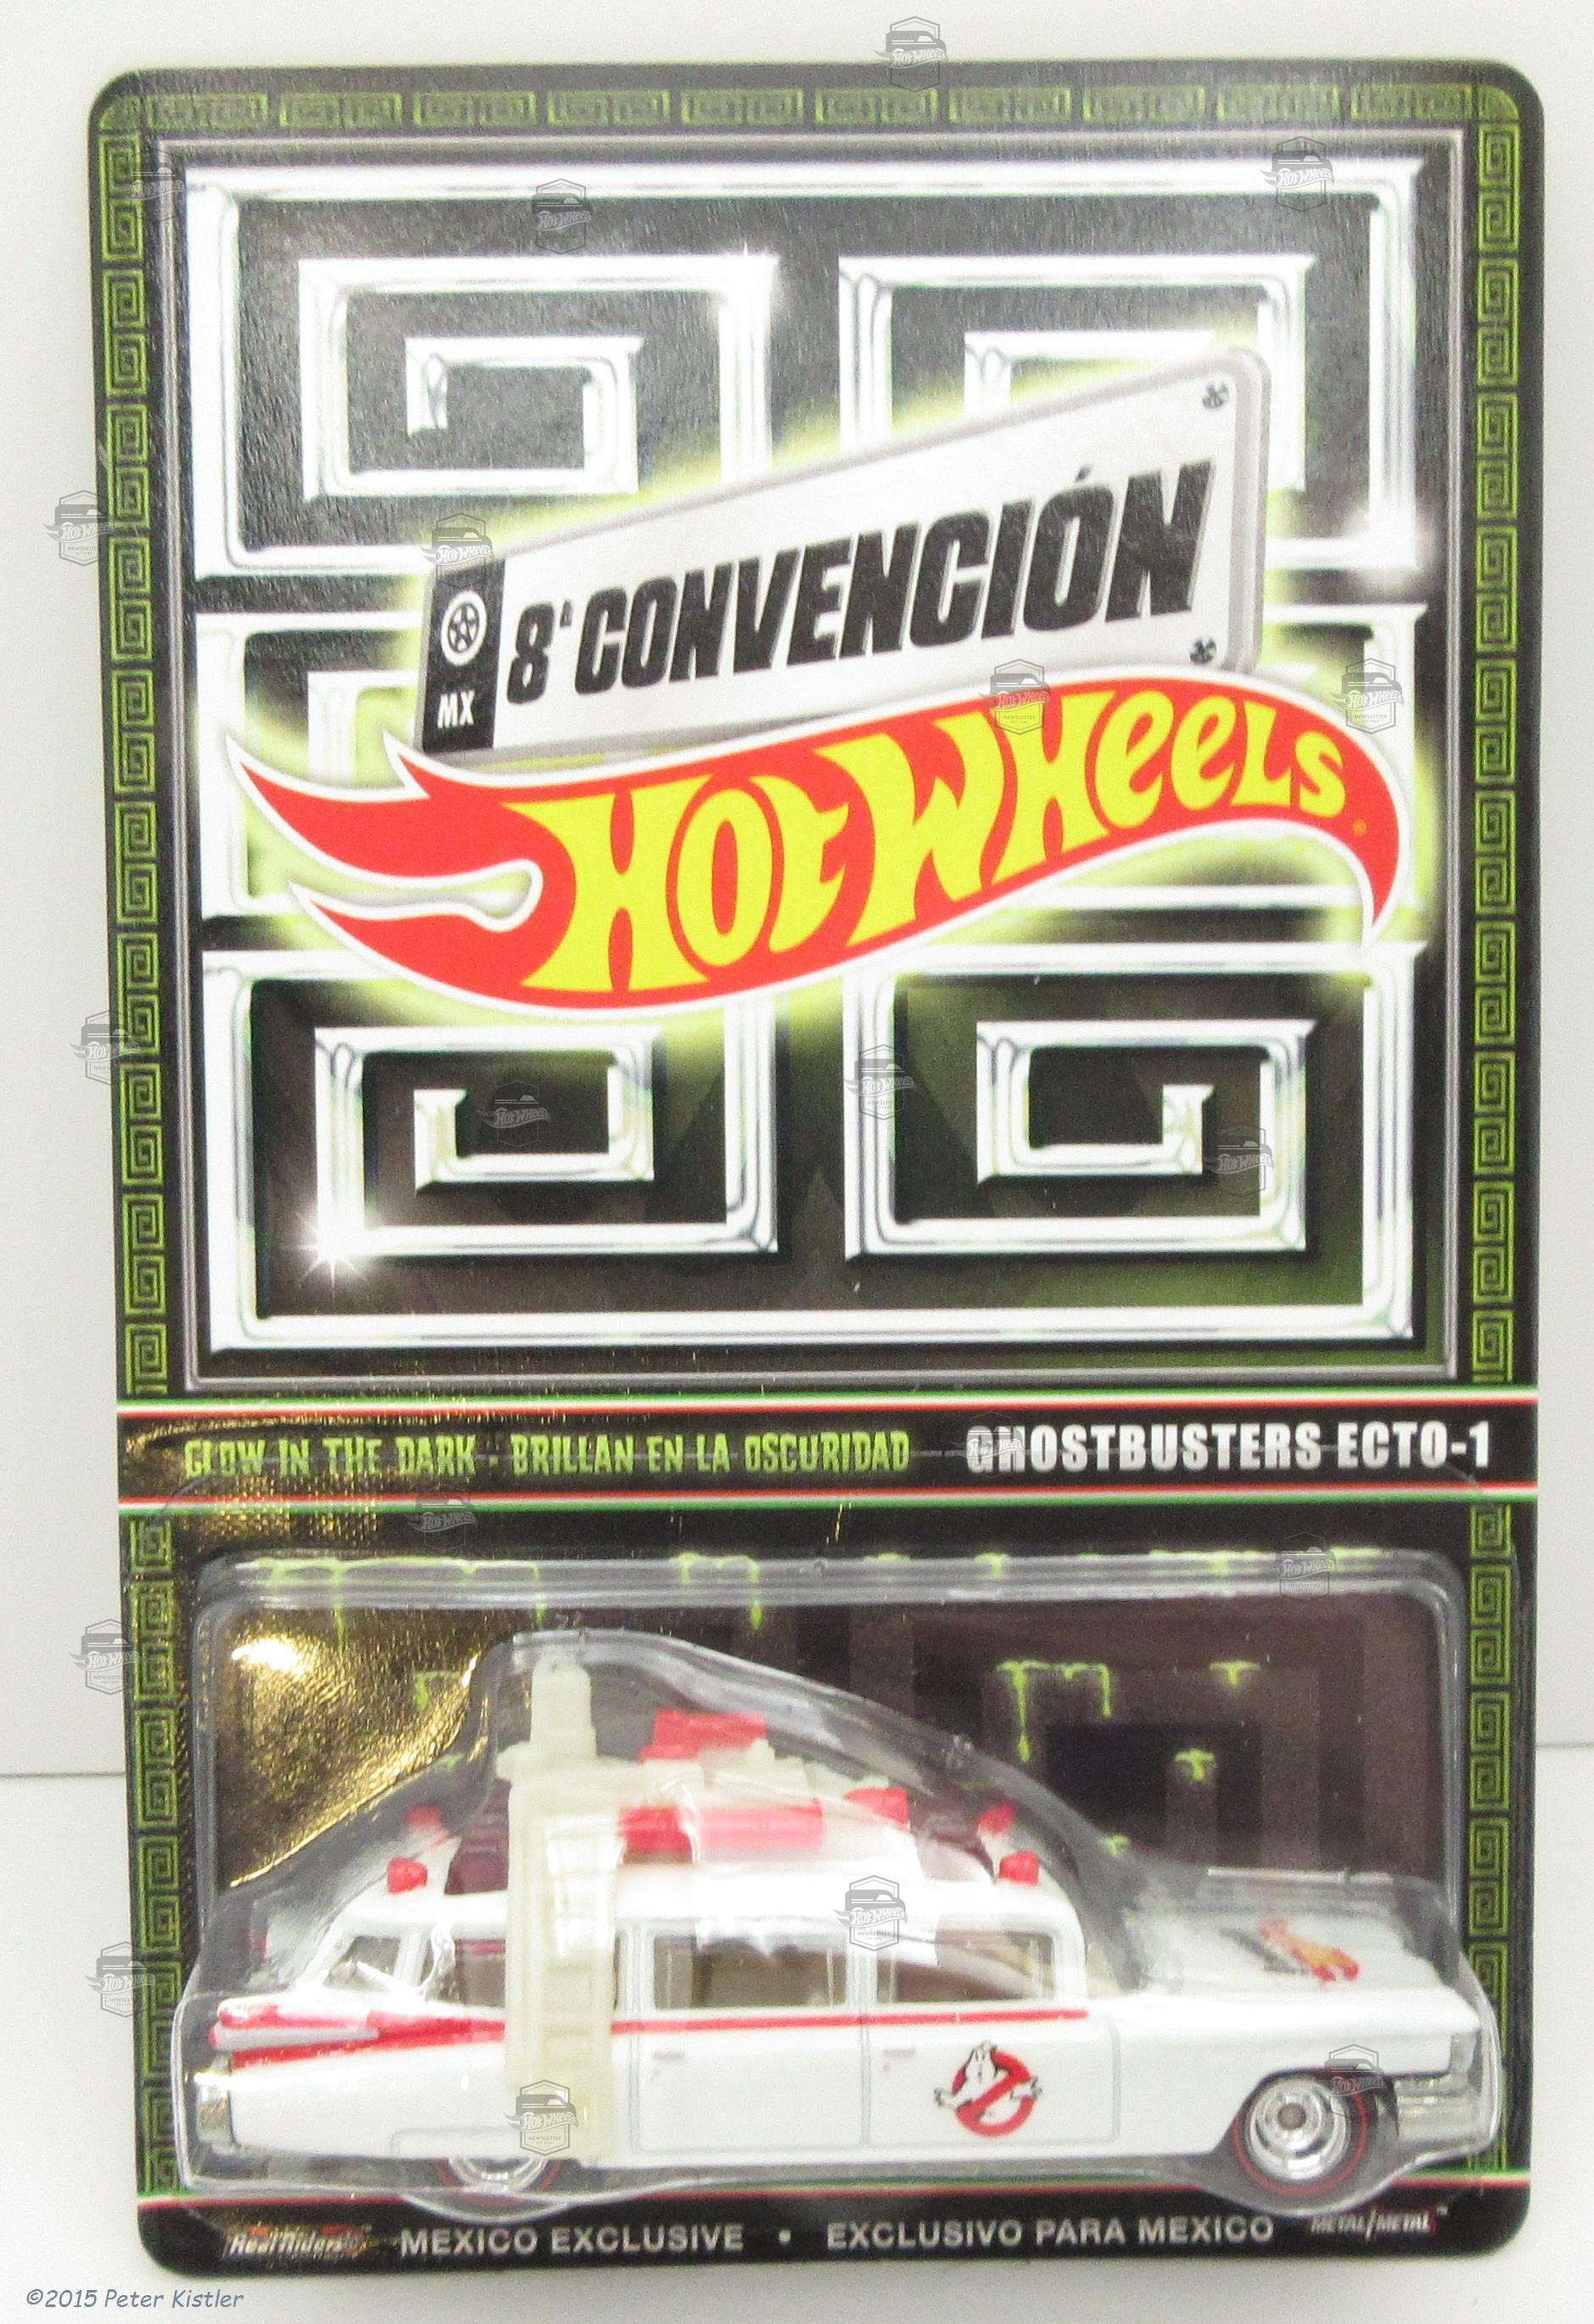 8ª CONVENCIÓN
MX
HOT WHEELS
GLOW IN THE DARK - BRILLAN EN LA OSCURIDAD
GHOSTBUSTERS ECTO-1
Real Riders
MEXICO EXCLUSIVE • EXCLUSIVO PARA MEXICO
METAL/METAL™
©2015 Peter Kistler